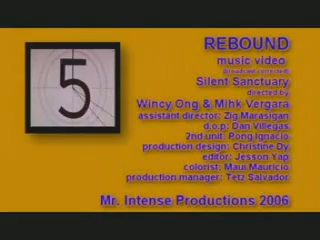 5
REBOUND
music video
(broadcast corrected)
Silent Sanctuary
directed by
Wincy Ong & Mihk Vergara
assistant director: Zig Marasigan
d.o.p: Dan Villegas
2nd unit: Pong Ignacio
production design: Christine Dy
editor: Jesson Yap
colorist: Maui Mauricio
production manager: Tetz Salvador
Mr. Intense Productions 2006